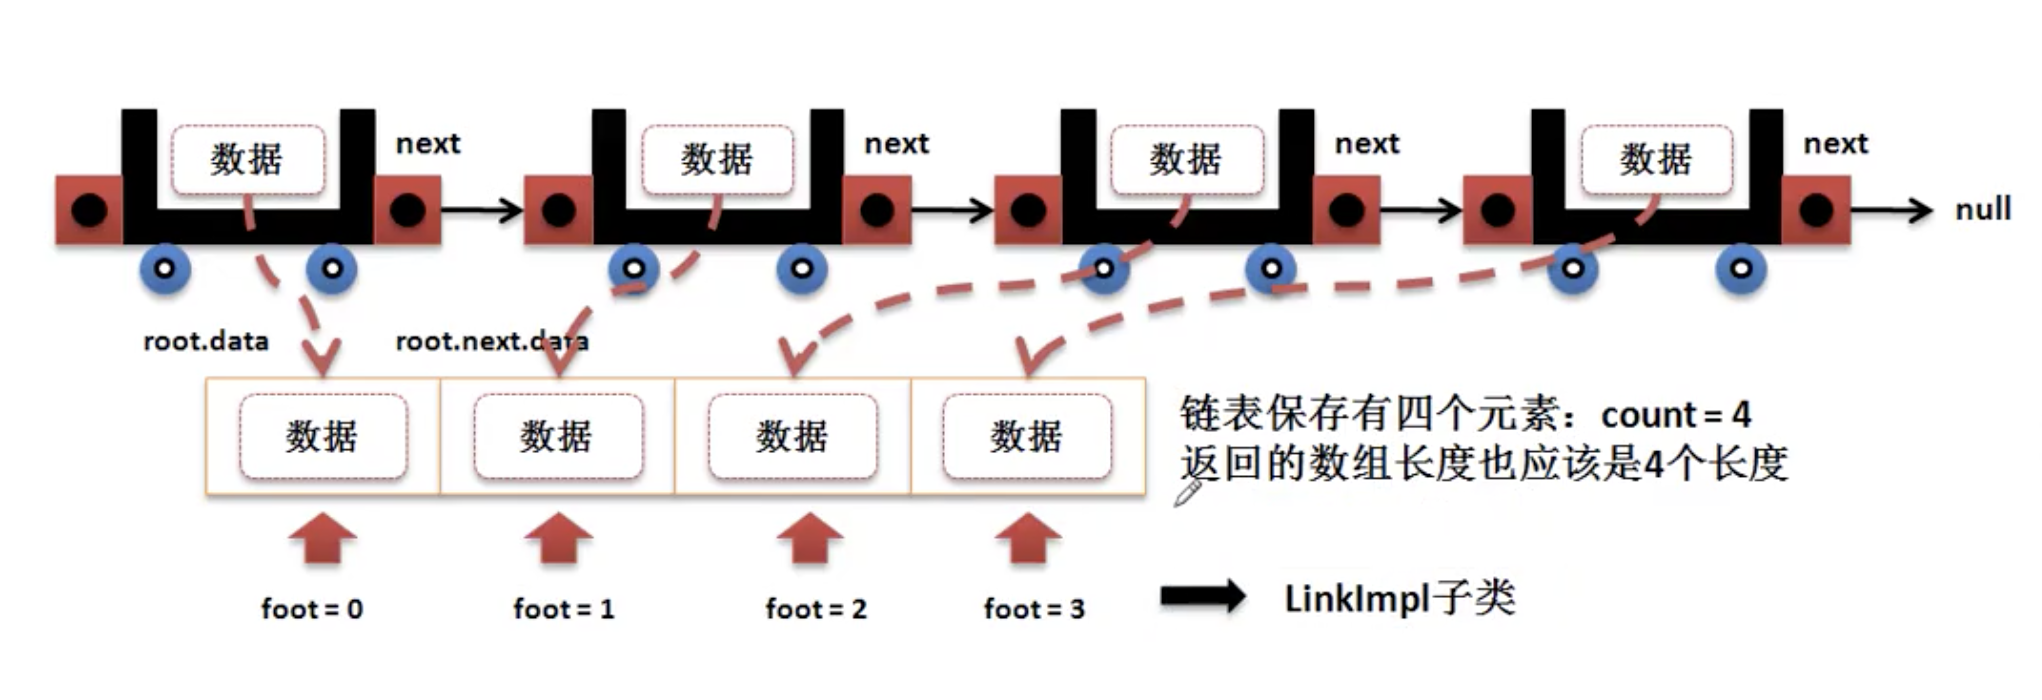 数据
next
数据
next
数据
next
数据
next
null
root.data
root.next.data
数据
数据
数据
数据
链表保存有四个元素：count = 4
返回的数组长度也应该是4个长度
foot = 0
foot = 1
foot = 2
foot = 3
LinkImpl子类